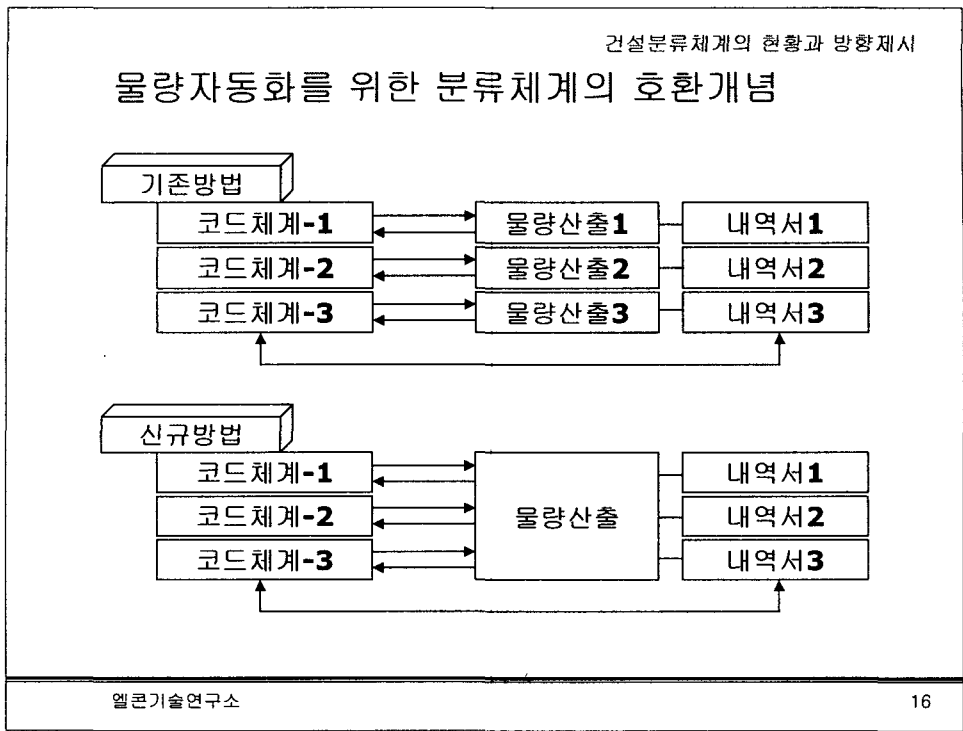 건설분류체계의 현황과 방향제시
물량자동화를 위한 분류체계의 호환개념
기존방법
코드체계-1 물량산출1 내역서1
코드체계-2 물량산출2 내역서2
코드체계-3 물량산출3 내역서3
신규방법
코드체계-1 내역서1
코드체계-2 물량산출 내역서2
코드체계-3 내역서3
엘콘기술연구소 16